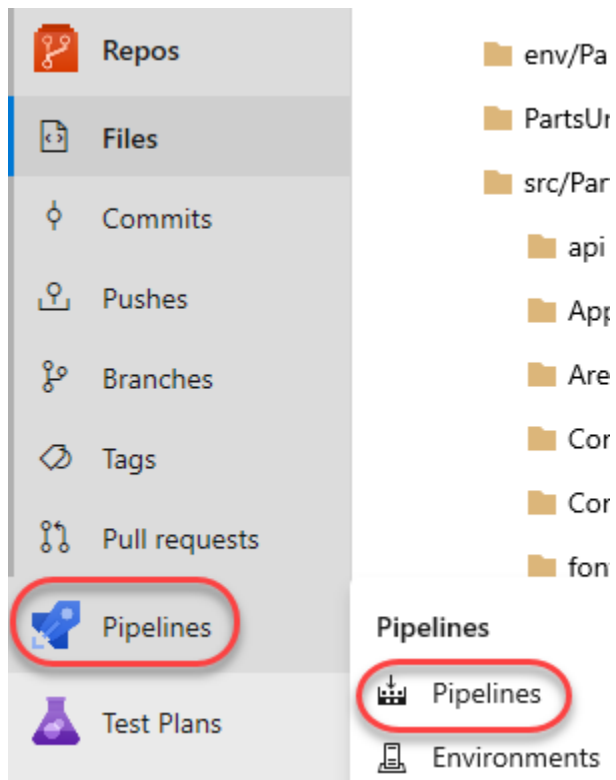 Repos
Files
Commits
Pushes
Branches
Tags
Pull requests
Pipelines
Test Plans
env/Pa
PartsUn
src/Par
api
App
Are
Con
Con
fon
Pipelines
Pipelines
Environments